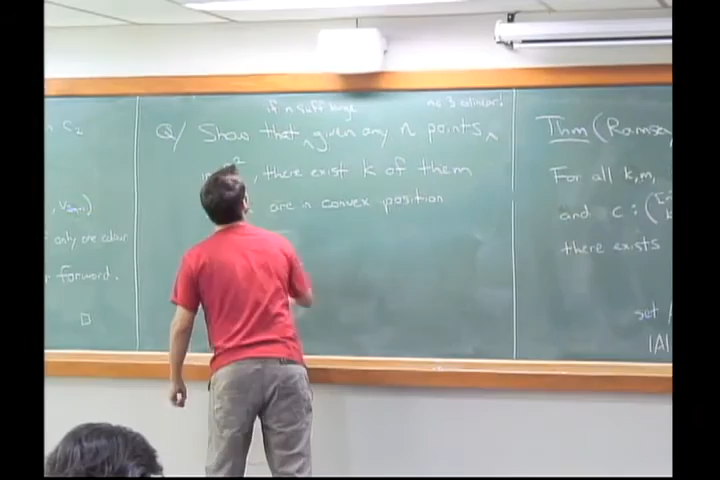 n C₂
, v
only one colour
forward.
□
if n suff large
no 3 colinear!
Q/ Show that ‸ given any n points ‸
, there exist k of them
are in convex position
Thm (Ramsey
For all k, m,
and c : (
there exists
set A
|A|